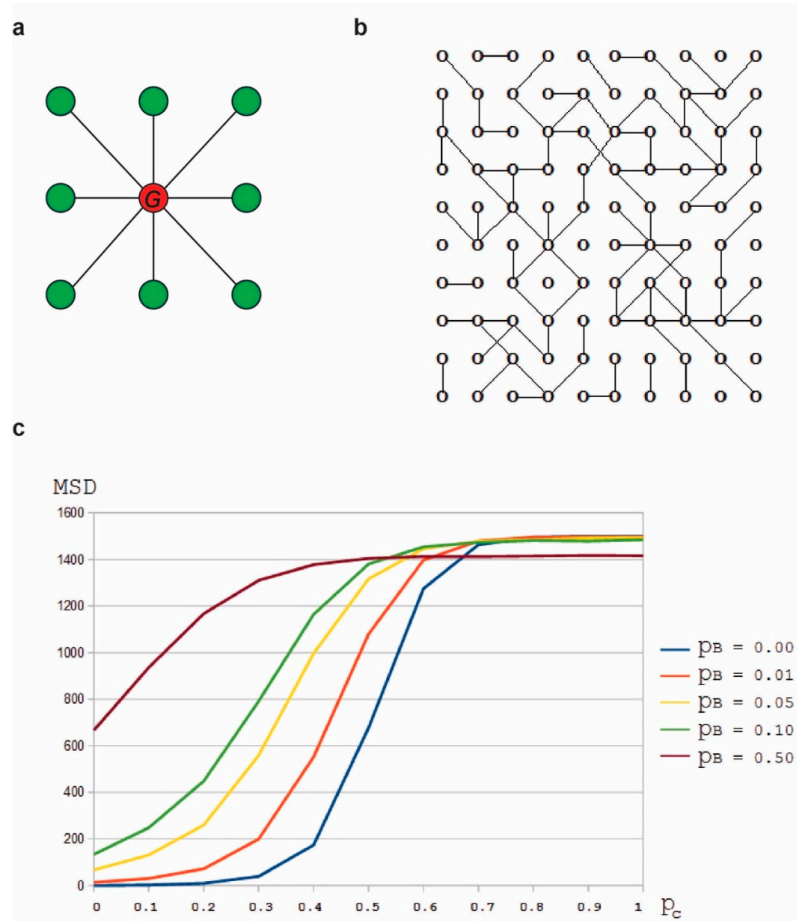 a
b
G
c
MSD
1600
1400
1200
1000
800
600
400
200
0
0 0.1 0.2 0.3 0.4 0.5 0.6 0.7 0.8 0.9 1
pc
pB = 0.00
pB = 0.01
pB = 0.05
pB = 0.10
pB = 0.50